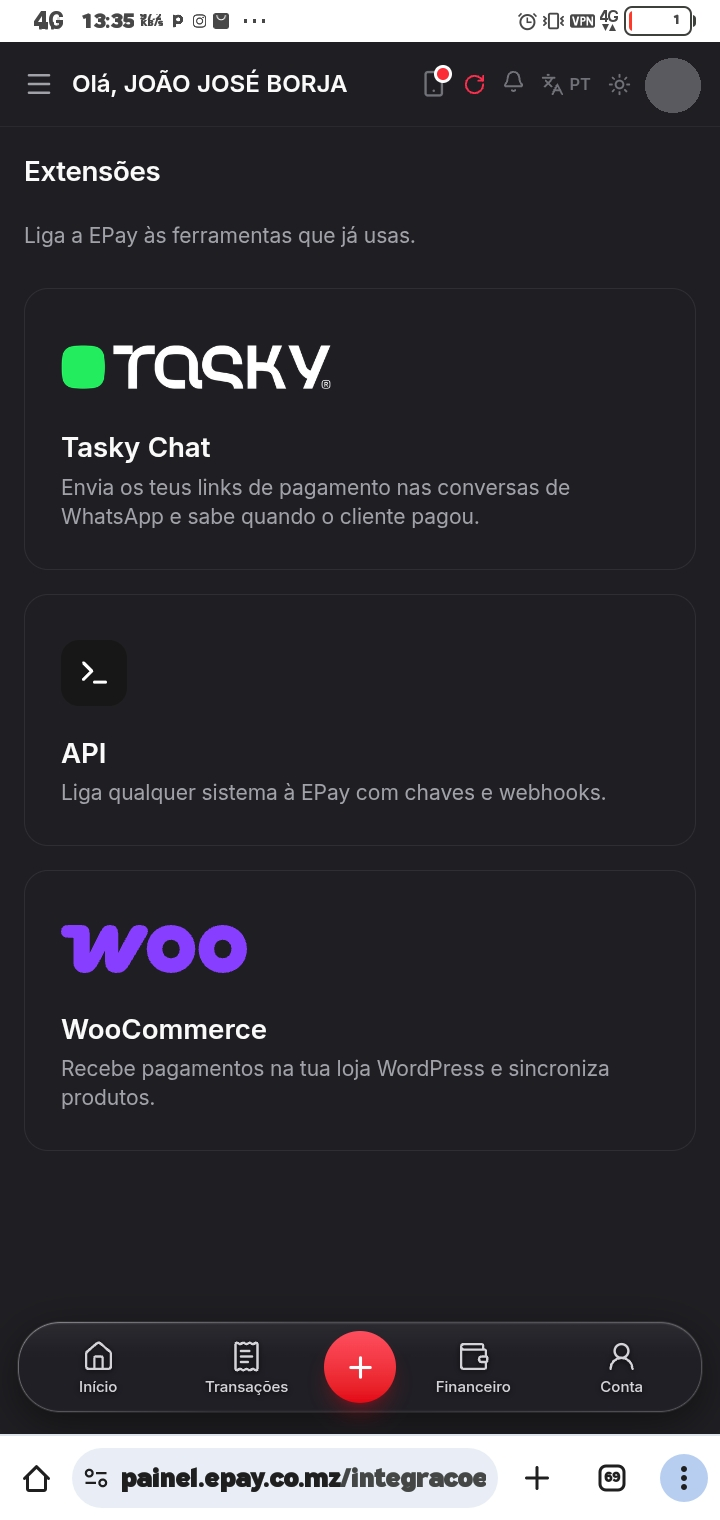 4G 13:35 P ··· VPN 4G 1
Olá, JOÃO JOSÉ BORJA PT
Extensões
Liga a EPay às ferramentas que já usas.
TASKY®
Tasky Chat
Envia os teus links de pagamento nas conversas de
WhatsApp e sabe quando o cliente pagou.
API
Liga qualquer sistema à EPay com chaves e webhooks.
WOO
WooCommerce
Recebe pagamentos na tua loja WordPress e sincroniza
produtos.
Início Transações Financeiro Conta
painel.epay.co.mz/integracoe 69